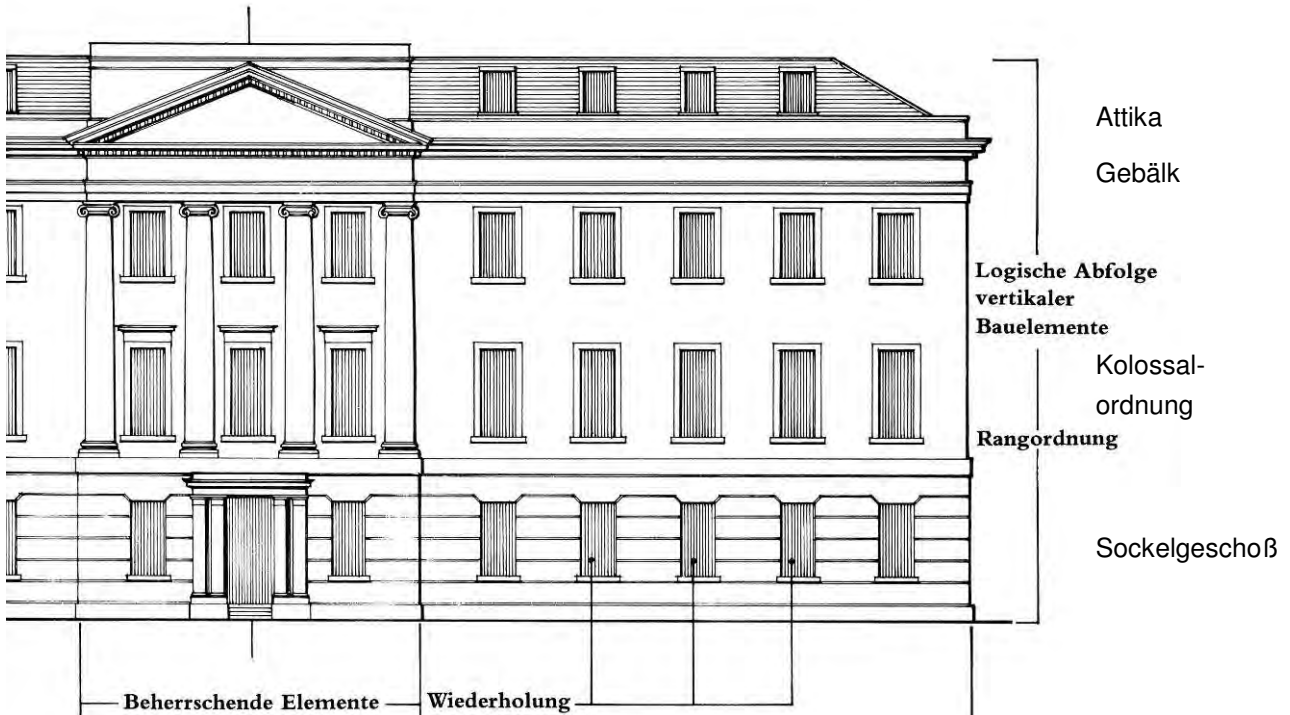 Attika
Gebälk
Logische Abfolge
vertikaler
Bauelemente
Kolossal-
ordnung
Rangordnung
Sockelgeschoß
Beherrschende Elemente
Wiederholung